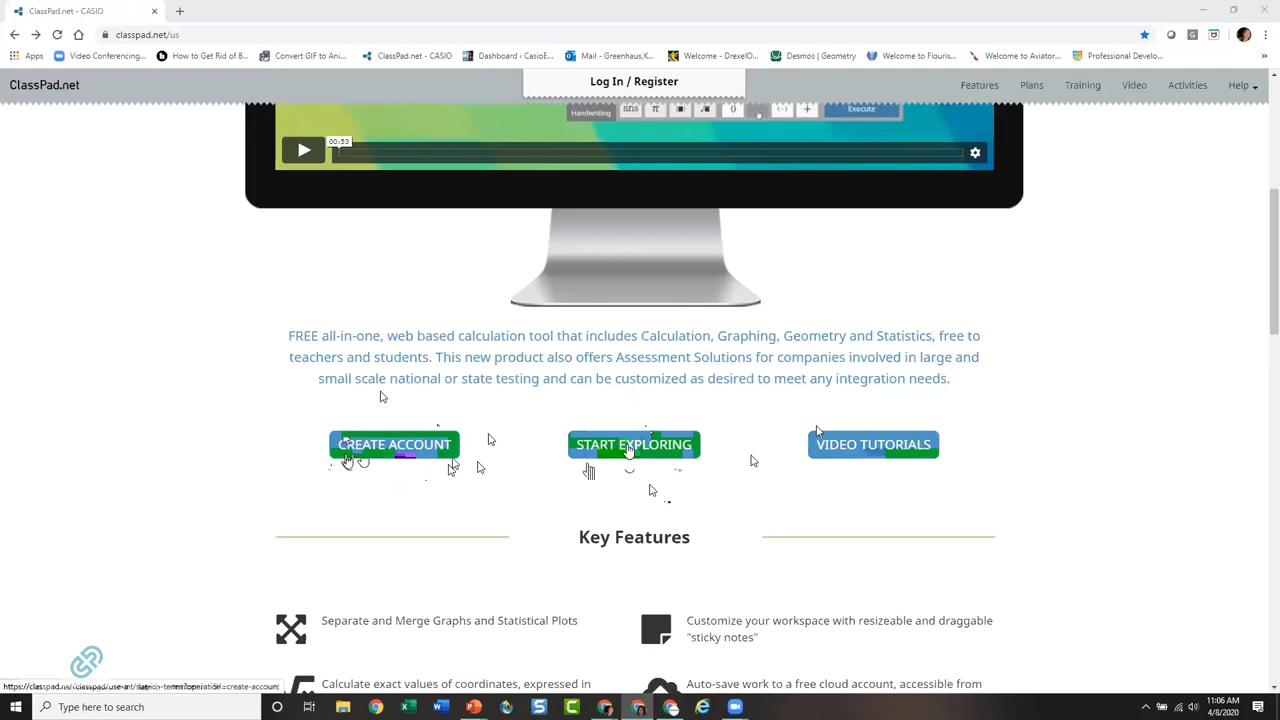 ClassPad.net - CASIO
classpad.net/us
Apps
Video Conferencing...
How to Get Rid of B...
Convert GIF to Ani...
ClassPad.net - CASIO
Dashboard ‹ CasioE...
Mail - Greenhaus,K...
Welcome - DrexelO...
Desmos | Geometry
Welcome to Flouris...
Welcome to Aviator...
Professional Develo...
»
ClassPad.net
Log In / Register
Features
Plans
Training
Video
Activities
Help
Handwriting
ans
π
0
(-)
+
Execute
00:53
FREE all-in-one, web based calculation tool that includes Calculation, Graphing, Geometry and Statistics, free to
teachers and students. This new product also offers Assessment Solutions for companies involved in large and
small scale national or state testing and can be customized as desired to meet any integration needs.
CREATE ACCOUNT
START EXPLORING
VIDEO TUTORIALS
Key Features
Separate and Merge Graphs and Statistical Plots
Customize your workspace with resizeable and draggable
"sticky notes"
Calculate exact values of coordinates, expressed in
Auto-save work to a free cloud account, accessible from
Type here to search
11:06 AM
4/8/2020